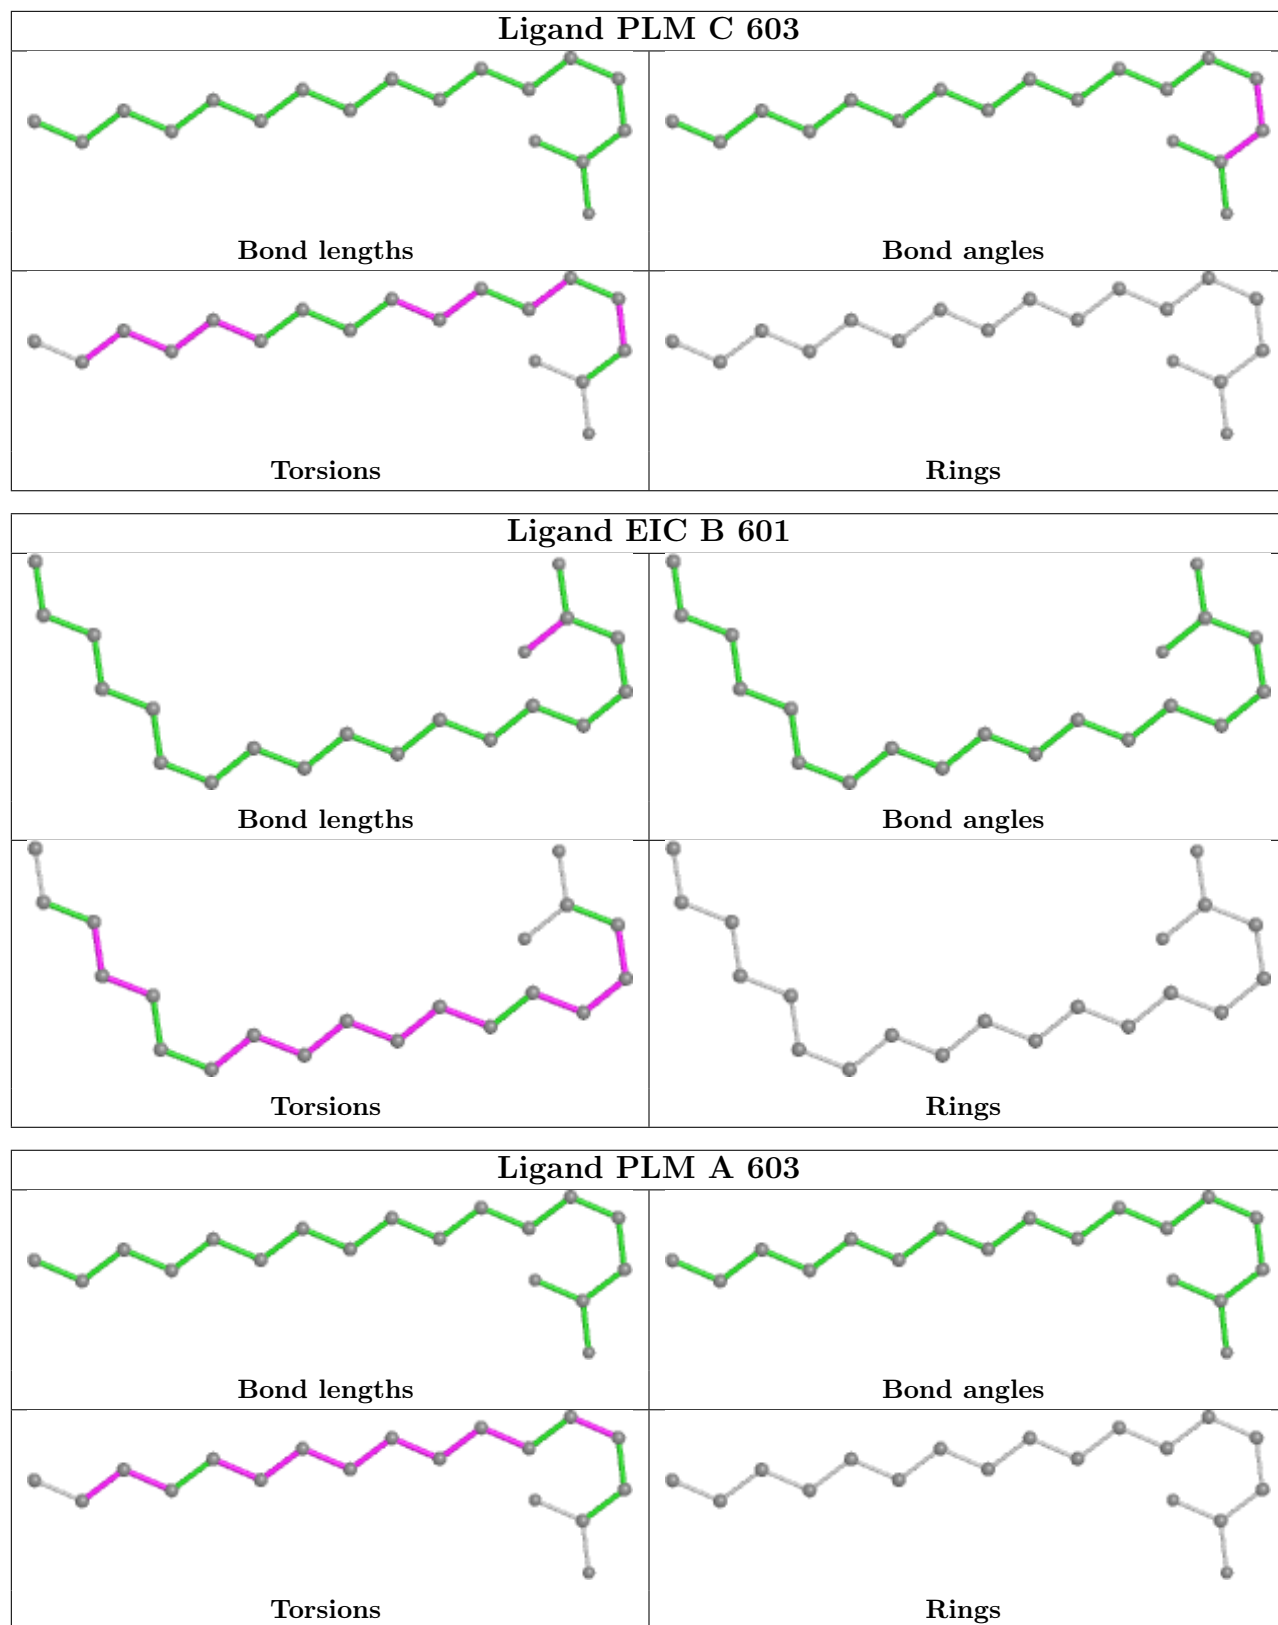 Ligand PLM C 603
Bond lengths
Bond angles
Torsions
Rings
Ligand EIC B 601
Bond lengths
Bond angles
Torsions
Rings
Ligand PLM A 603
Bond lengths
Bond angles
Torsions
Rings